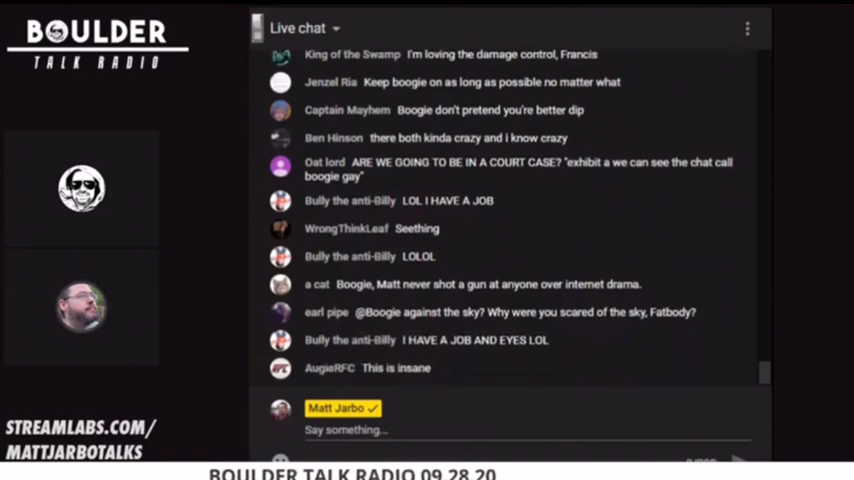 BOULDER
TALK RADIO
Live chat
King of the Swamp I'm loving the damage control, Francis
Jenzel Ria Keep boogie on as long as possible no matter what
Captain Mayhem Boogie don't pretend you're better dip
Ben Hinson there both kinda crazy and i know crazy
Oat lord ARE WE GOING TO BE IN A COURT CASE? "exhibit a we can see the chat call
boogie gay"
Bully the anti-Billy LOL I HAVE A JOB
WrongThinkLeaf Seething
Bully the anti-Billy LOLOL
a cat Boogie, Matt never shot a gun at anyone over internet drama.
earl pipe @Boogie against the sky? Why were you scared of the sky, Fatbody?
Bully the anti-Billy I HAVE A JOB AND EYES LOL
AugieRFC This is insane
Matt Jarbo
Say something...
STREAMLABS.COM/
MATTJARBOTALKS
BOULDER TALK RADIO 09.28.20